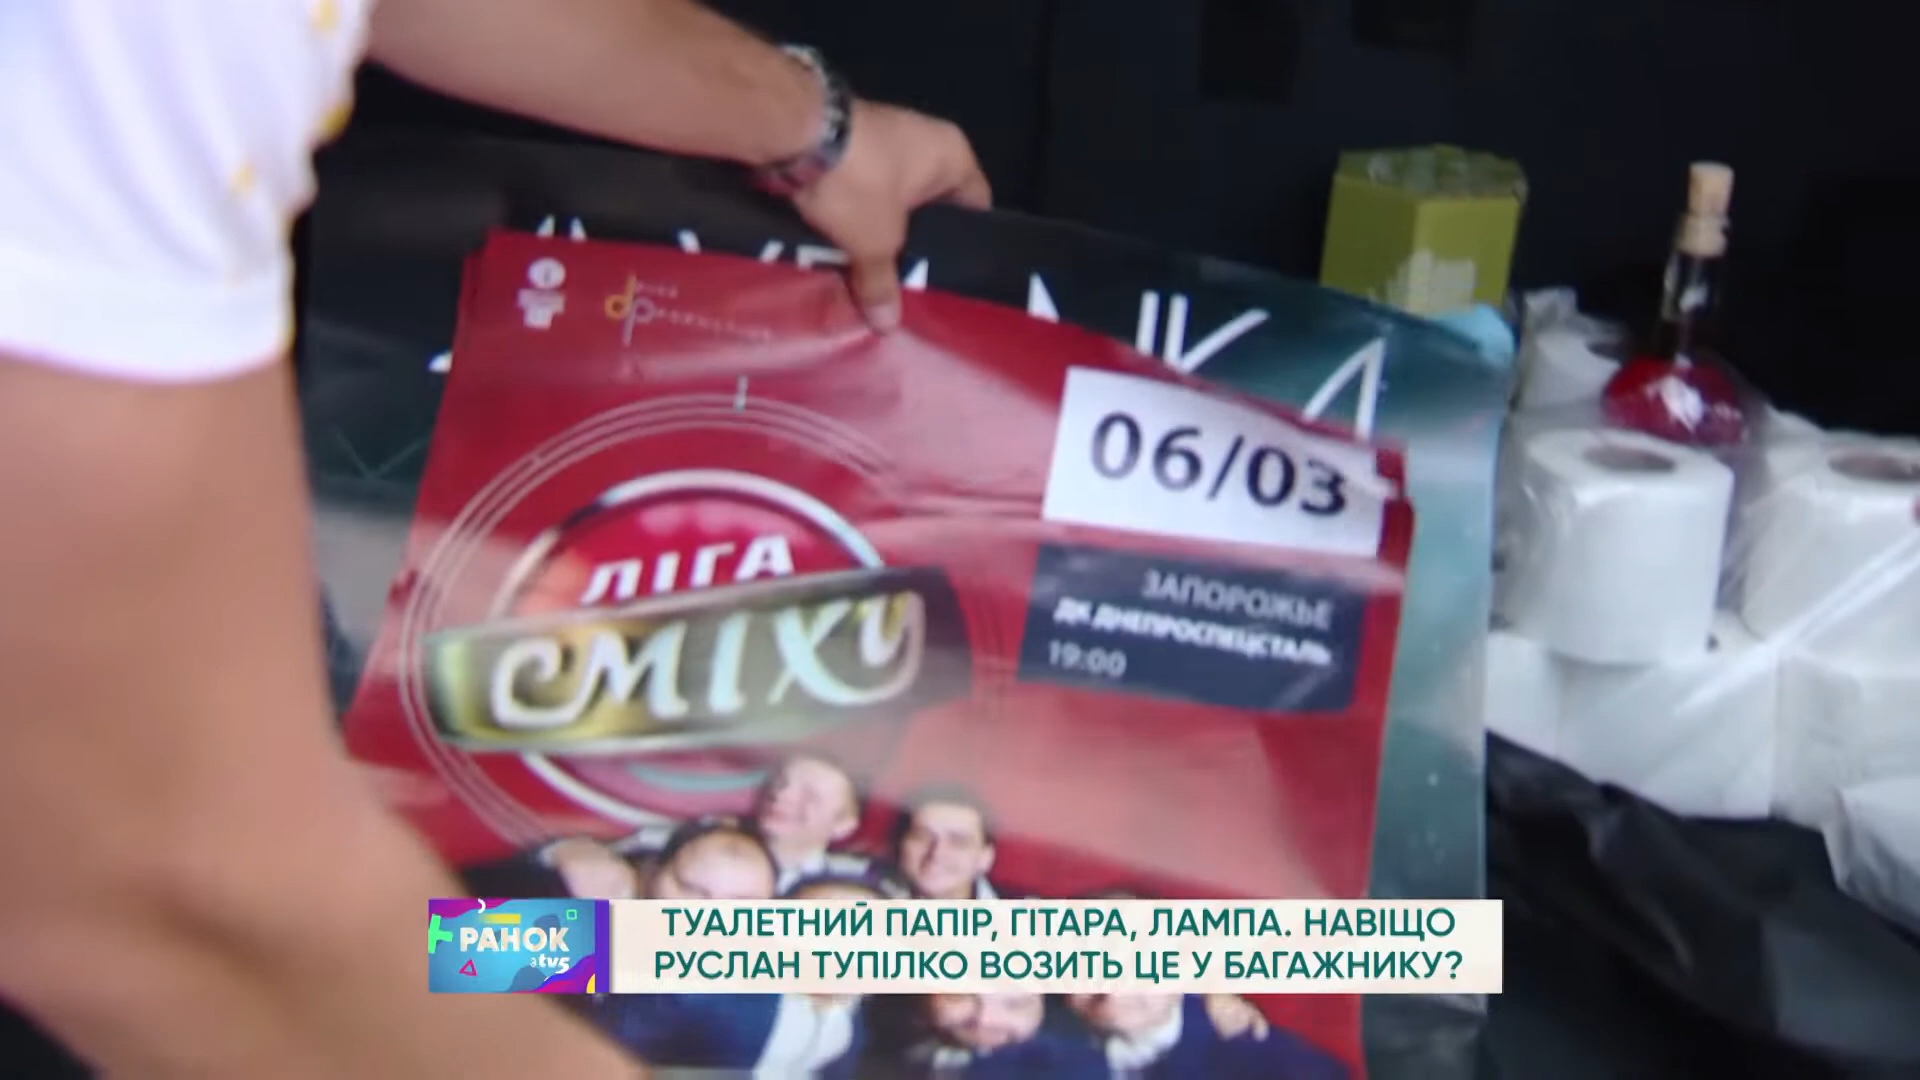 06/03
ЛІГА
СМІХУ
ЗАПОРОЖЬЕ
ДК ДНЕПРОСПЕЦСТАЛЬ
19:00
РАНОК
з tv5
ТУАЛЕТНИЙ ПАПІР, ГІТАРА, ЛАМПА. НАВІЩО
РУСЛАН ТУПІЛКО ВОЗИТЬ ЦЕ У БАГАЖНИКУ?